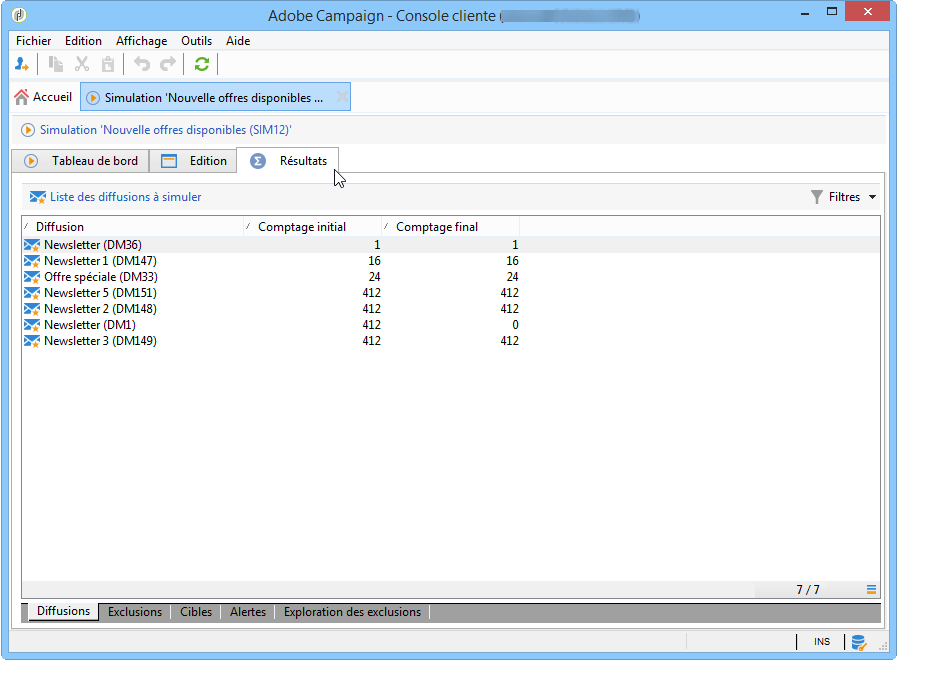 Adobe Campaign - Console cliente (
Fichier Edition Affichage Outils Aide
Accueil Simulation 'Nouvelle offres disponibles ...
Simulation 'Nouvelle offres disponibles (SIM12)'
Tableau de bord Edition Σ Résultats
Liste des diffusions à simuler Filtres
Diffusion Comptage initial Comptage final
Newsletter (DM36) 1 1
Newsletter 1 (DM147) 16 16
Offre spéciale (DM33) 24 24
Newsletter 5 (DM151) 412 412
Newsletter 2 (DM148) 412 412
Newsletter (DM1) 412 0
Newsletter 3 (DM149) 412 412
7 / 7
Diffusions Exclusions Cibles Alertes Exploration des exclusions
INS